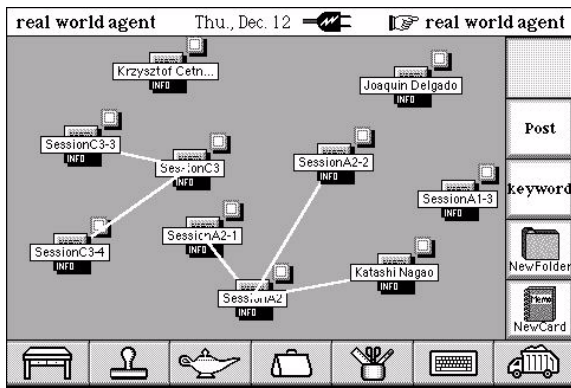 real world agent Thu., Dec. 12 real world agent
Krzysztof Cetn...
INFO
Joaquin Delgado
INFO
Post
SessionC3-3
INFO
SessionC3
INFO
SessionA2-2
INFO
SessionA1-3
INFO
keyword
SessionA2-1
INFO
SessionC3-4
INFO
Katashi Nagao
INFO
NewFolder
SessionA2
INFO
Memo
NewCard